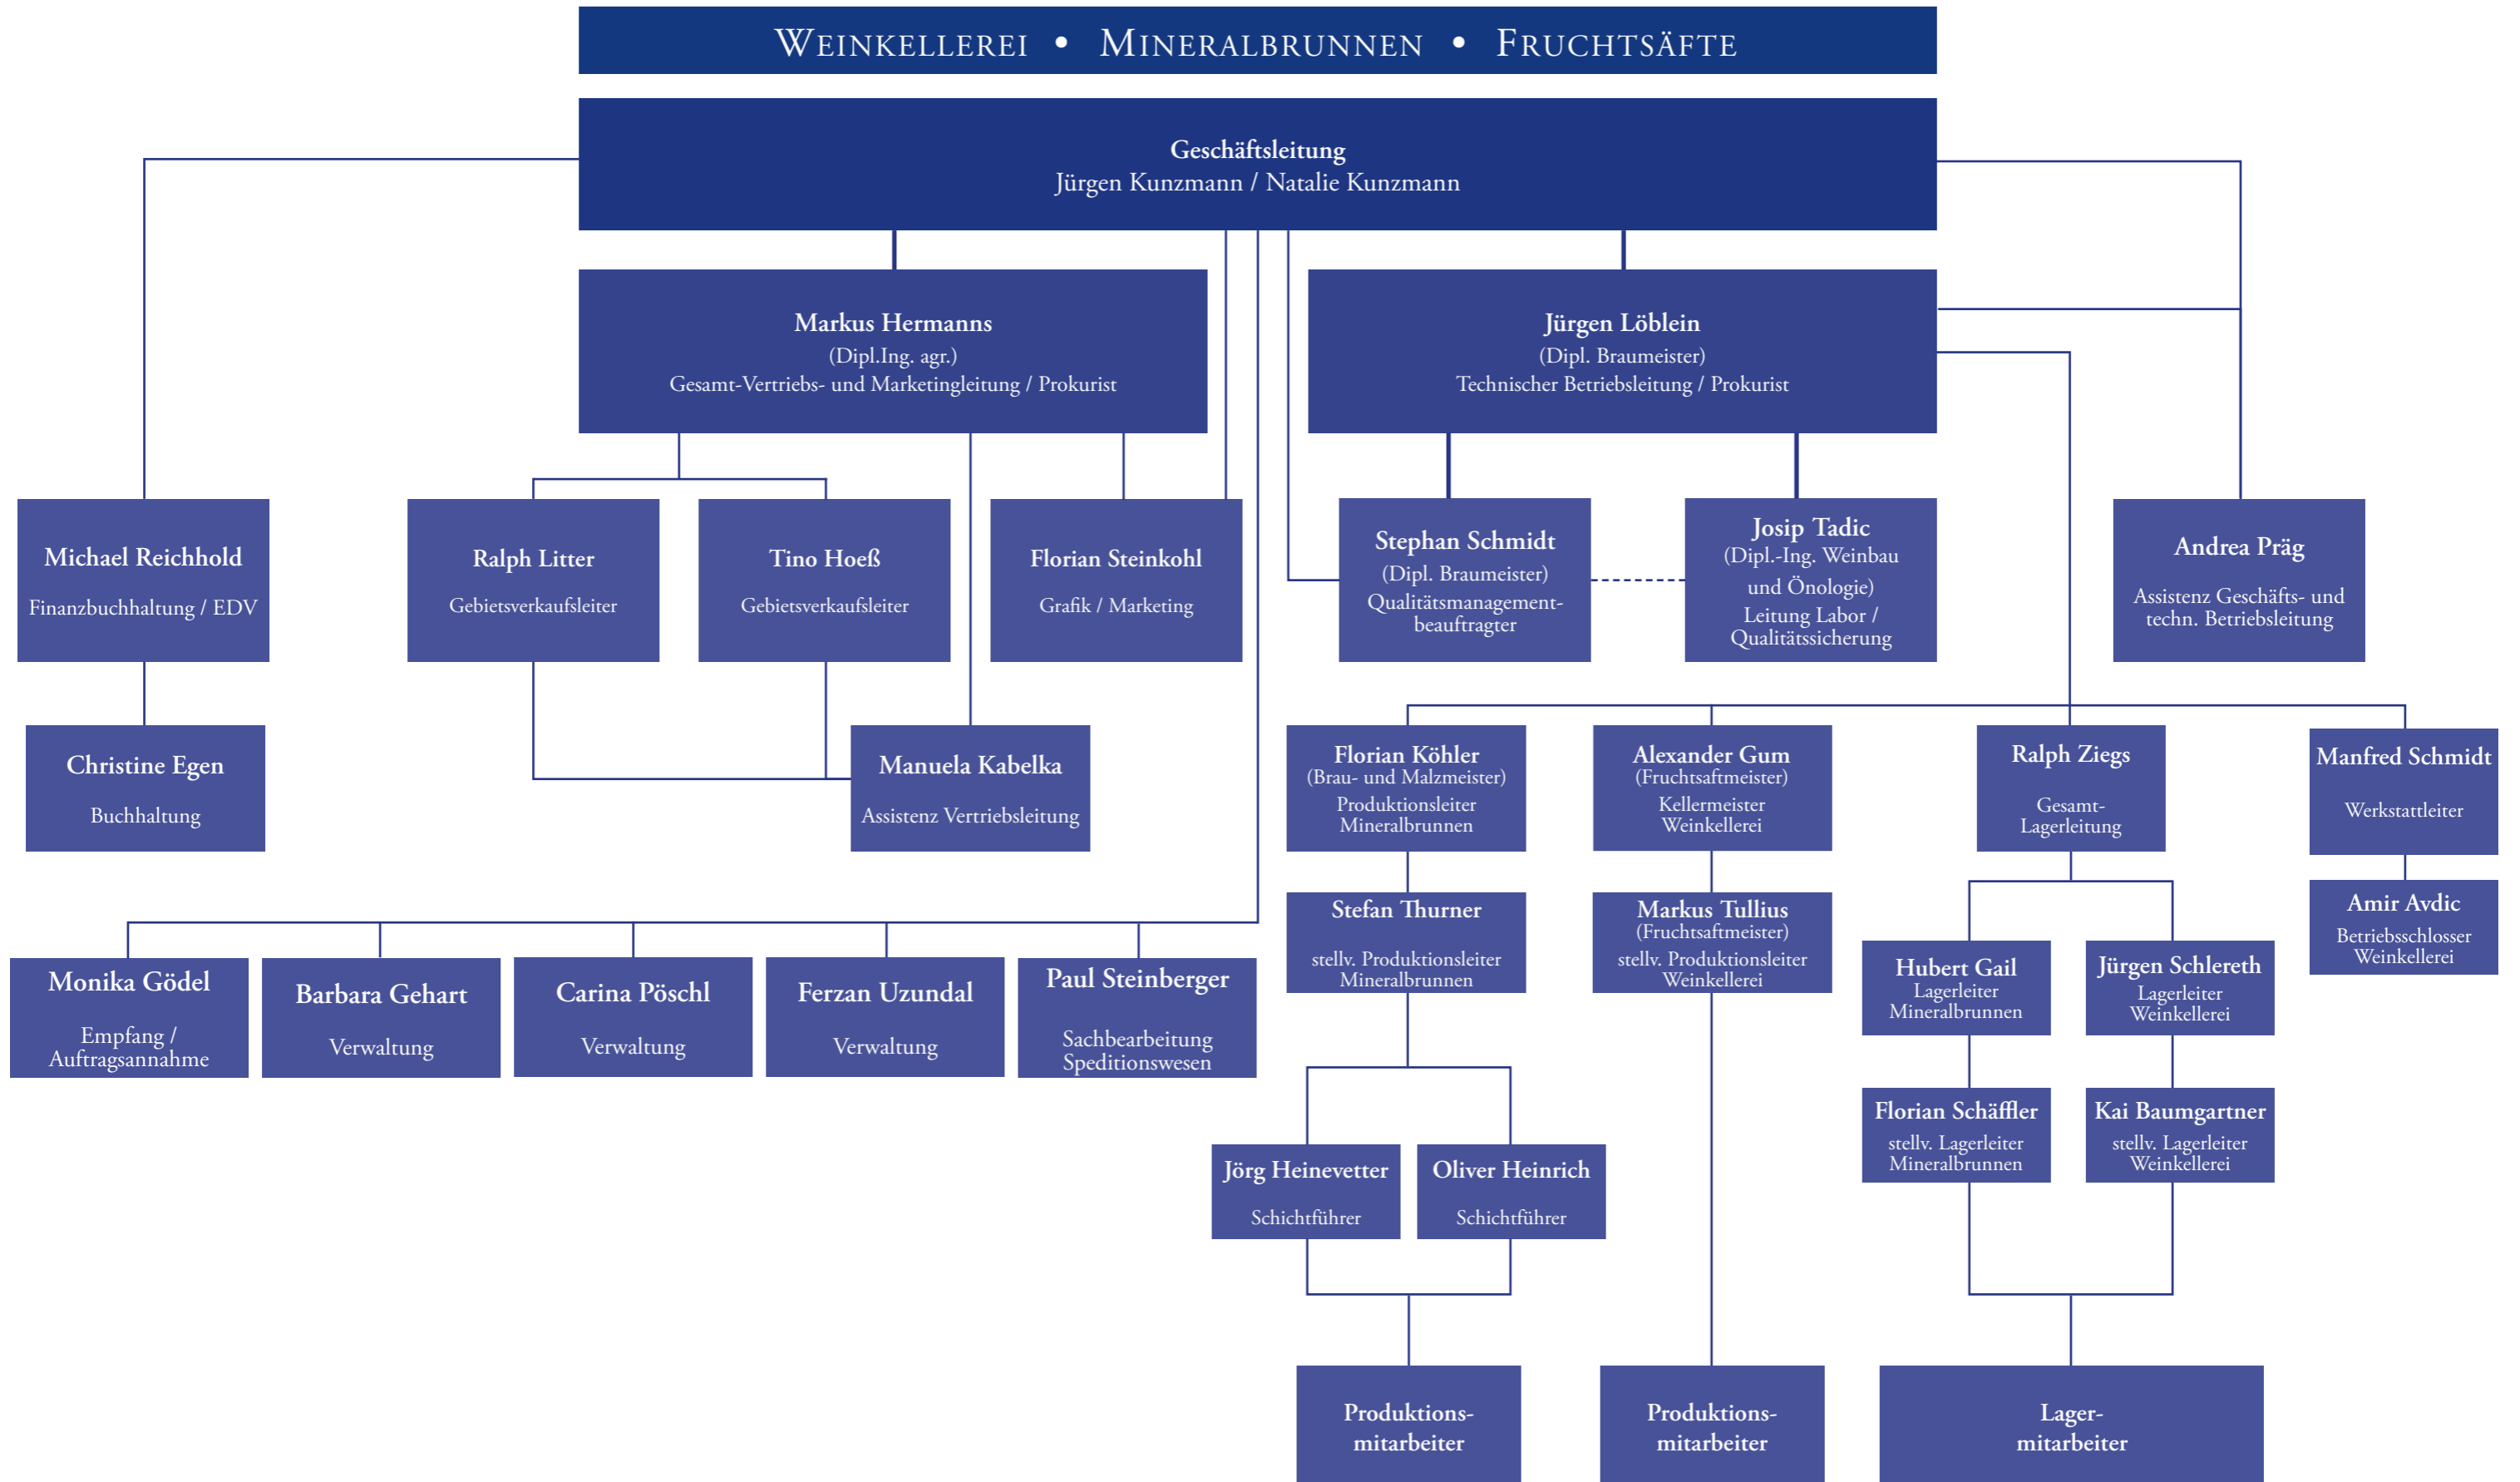 WEINKELLEREI • MINERALBRUNNEN • FRUCHTSÄFTE
Geschäftsleitung
Jürgen Kunzmann / Natalie Kunzmann
Markus Hermanns
(Dipl.Ing. agr.)
Gesamt-Vertriebs- und Marketingleitung / Prokurist
Jürgen Löblein
(Dipl. Braumeister)
Technischer Betriebsleitung / Prokurist
Michael Reichhold
Finanzbuchhaltung / EDV
Ralph Litter
Gebietsverkaufsleiter
Tino Hoeß
Gebietsverkaufsleiter
Florian Steinkohl
Grafik / Marketing
Stephan Schmidt
(Dipl. Braumeister)
Qualitätsmanagement-
beauftragter
Josip Tadic
(Dipl.-Ing. Weinbau
und Önologie)
Leitung Labor /
Qualitätssicherung
Andrea Präg
Assistenz Geschäfts- und
techn. Betriebsleitung
Christine Egen
Buchhaltung
Manuela Kabelka
Assistenz Vertriebsleitung
Florian Köhler
(Brau- und Malzmeister)
Produktionsleiter
Mineralbrunnen
Alexander Gum
(Fruchtsaftmeister)
Kellermeister
Weinkellerei
Ralph Ziegs
Gesamt-
Lagerleitung
Manfred Schmidt
Werkstattleiter
Stefan Thurner
stellv. Produktionsleiter
Mineralbrunnen
Markus Tullius
(Fruchtsaftmeister)
stellv. Produktionsleiter
Weinkellerei
Amir Avdic
Betriebsschlosser
Weinkellerei
Monika Gödel
Empfang /
Auftragsannahme
Barbara Gehart
Verwaltung
Carina Pöschl
Verwaltung
Ferzan Uzundal
Verwaltung
Paul Steinberger
Sachbearbeitung
Speditionswesen
Hubert Gail
Lagerleiter
Mineralbrunnen
Jürgen Schlereth
Lagerleiter
Weinkellerei
Florian Schäffler
stellv. Lagerleiter
Mineralbrunnen
Kai Baumgartner
stellv. Lagerleiter
Weinkellerei
Jörg Heinevetter
Schichtführer
Oliver Heinrich
Schichtführer
Produktions-
mitarbeiter
Produktions-
mitarbeiter
Lager-
mitarbeiter